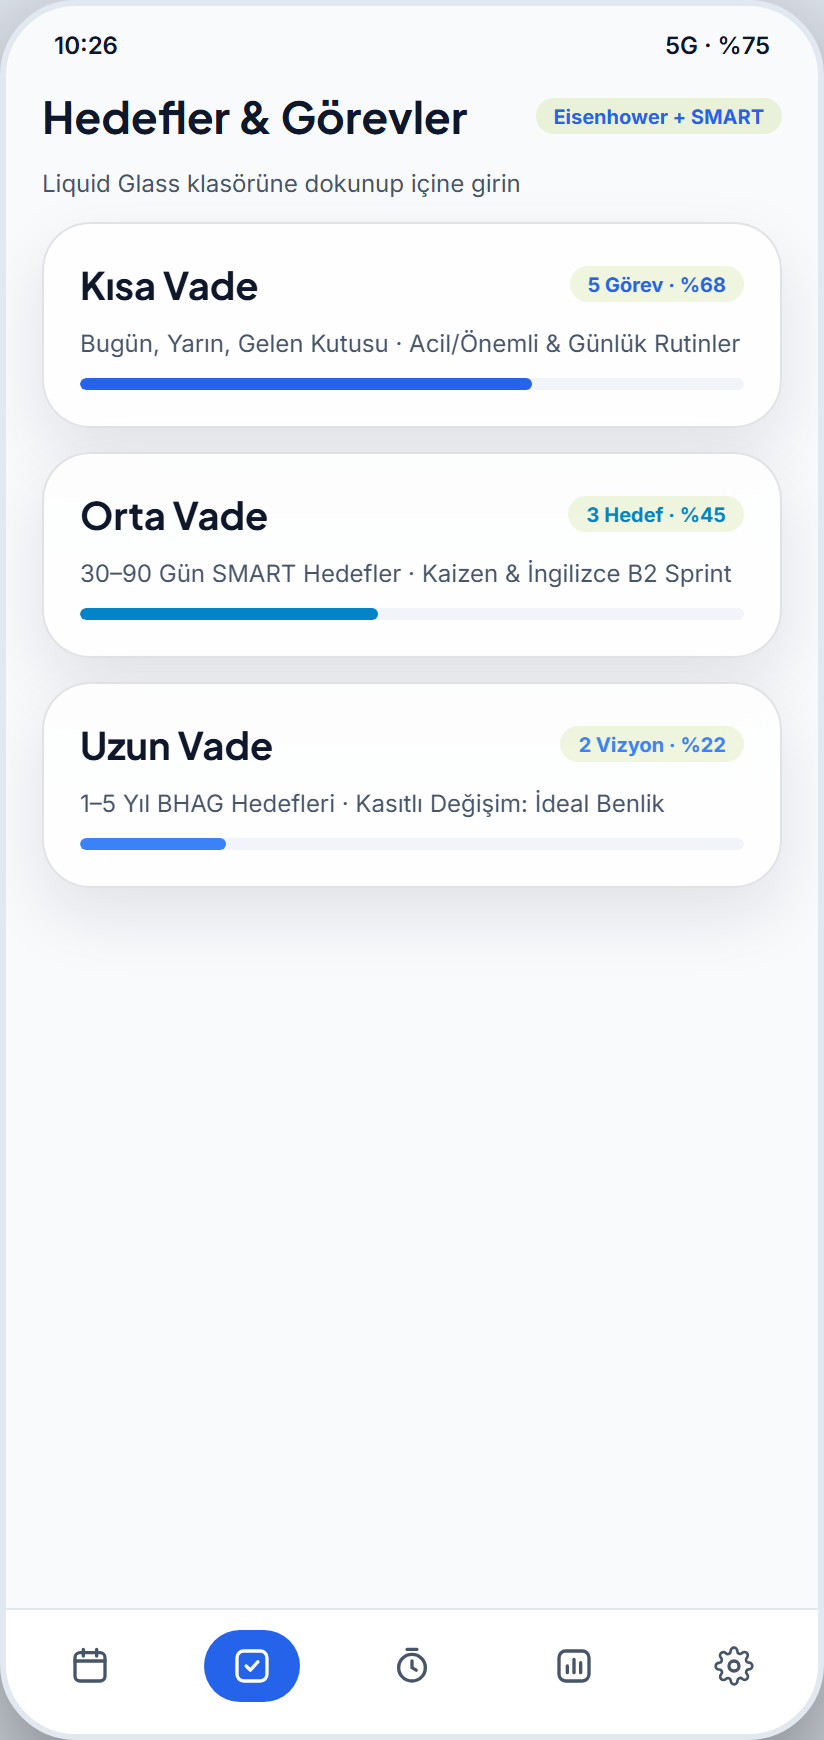 10:26
5G · %75
Hedefler & Görevler
Eisenhower + SMART
Liquid Glass klasörüne dokunup içine girin
Kısa Vade
5 Görev · %68
Bugün, Yarın, Gelen Kutusu · Acil/Önemli & Günlük Rutinler
Orta Vade
3 Hedef · %45
30–90 Gün SMART Hedefler · Kaizen & İngilizce B2 Sprint
Uzun Vade
2 Vizyon · %22
1–5 Yıl BHAG Hedefleri · Kasıtlı Değişim: İdeal Benlik